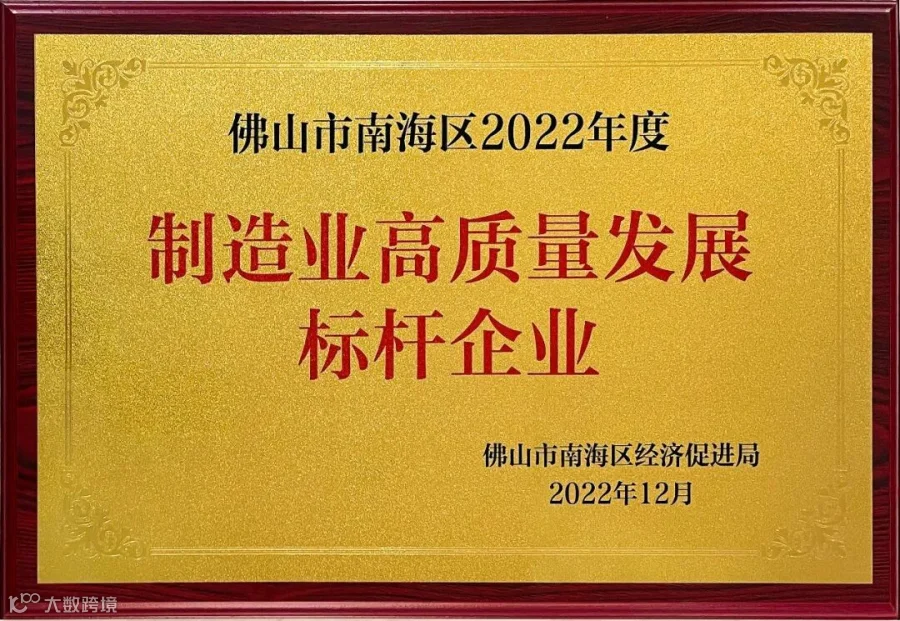 佛山市南海区2022年度
制造业高质量发展
标杆企业
佛山市南海区经济促进局
2022年12月
大数跨境